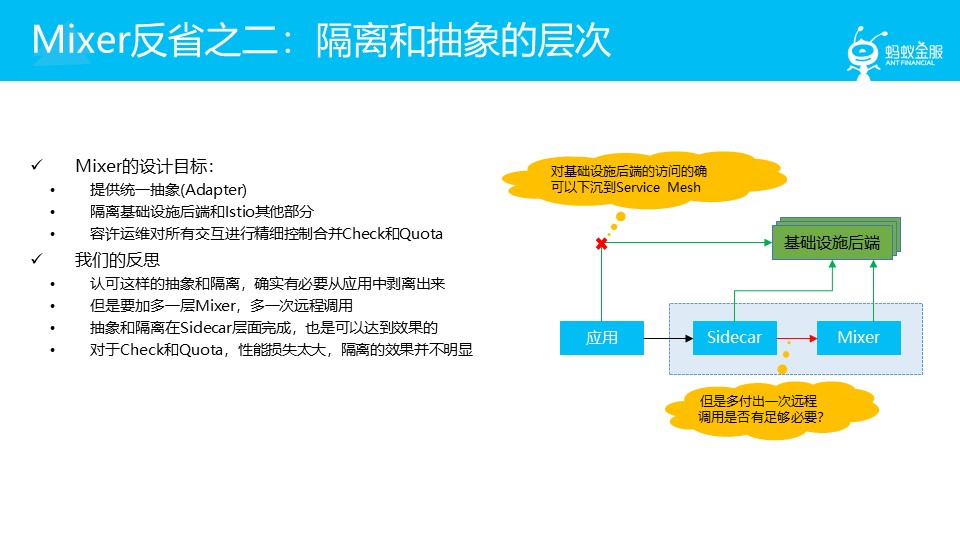 Mixer反省之二：隔离和抽象的层次
蚂蚁金服
ANT FINANCIAL
✓ Mixer的设计目标：
• 提供统一抽象(Adapter)
• 隔离基础设施后端和Istio其他部分
• 容许运维对所有交互进行精细控制合并Check和Quota
✓ 我们的反思
• 认可这样的抽象和隔离，确实有必要从应用中剥离出来
• 但是要加多一层Mixer，多一次远程调用
• 抽象和隔离在Sidecar层面完成，也是可以达到效果的
• 对于Check和Quota，性能损失太大，隔离的效果并不明显
对基础设施后端的访问的确
可以下沉到Service Mesh
基础设施后端
应用
Sidecar
Mixer
但是多付出一次远程
调用是否有足够必要？